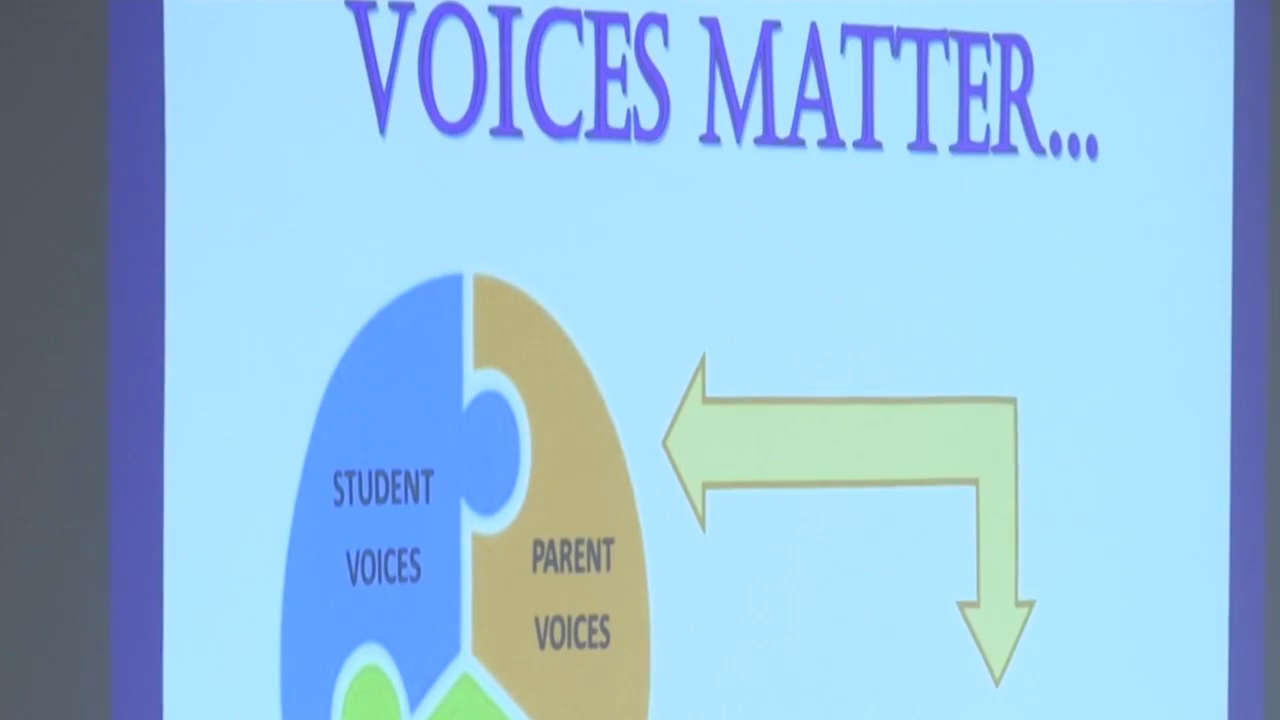 VOICES MATTER...
STUDENT
VOICES
PARENT
VOICES